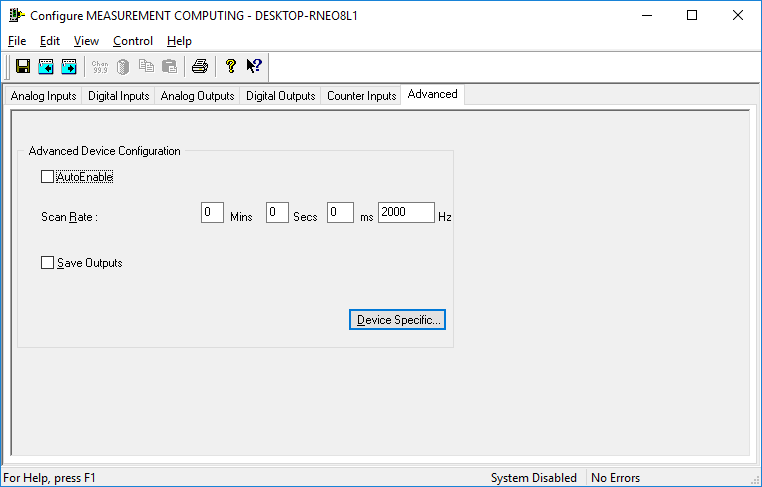 Configure MEASUREMENT COMPUTING - DESKTOP-RNEO8L1
File Edit View Control Help
Chan 99.9
Analog Inputs Digital Inputs Analog Outputs Digital Outputs Counter Inputs Advanced
Advanced Device Configuration
AutoEnable
Scan Rate : 0 Mins 0 Secs 0 ms 2000 Hz
Save Outputs
Device Specific...
For Help, press F1 System Disabled No Errors